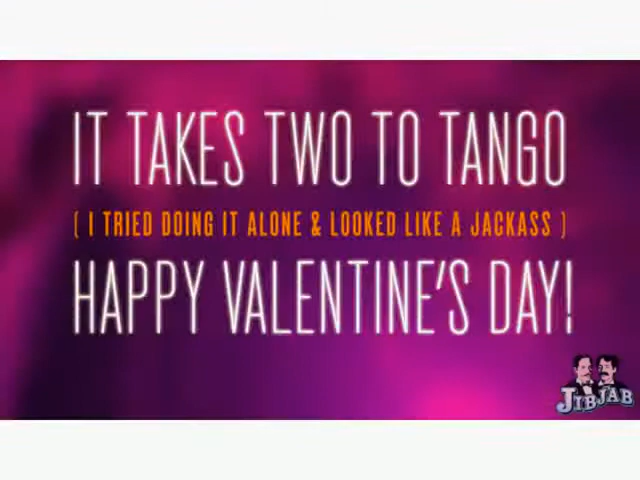 IT TAKES TWO TO TANGO
( I TRIED DOING IT ALONE & LOOKED LIKE A JACKASS )
HAPPY VALENTINE'S DAY!
JIBJAB